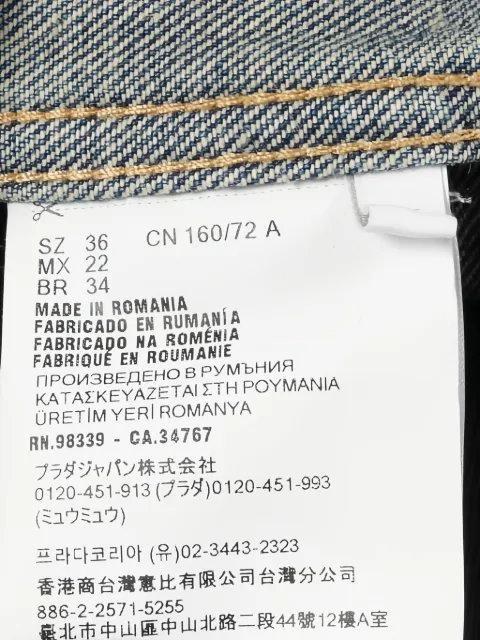 SZ 36 CN 160/72 A
MX 22
BR 34
MADE IN ROMANIA
FABRICADO EN RUMANÍA
FABRICADO NA ROMÉNIA
FABRIQUÉ EN ROUMANIE
ПРОИЗВЕДЕНО В РУМЪНИЯ
ΚΑΤΑΣΚΕΥΑΖΕΤΑΙ ΣΤΗ ΡΟΥΜΑΝΙΑ
ÜRETİM YERİ ROMANYA
RN.98339 - CA.34767
プラダジャパン株式会社
0120-451-913 (プラダ)0120-451-993
(ミュウミュウ)
프라다코리아 (유)02-3443-2323
香港商台灣意比有限公司台灣分公司
886-2-2571-5255
臺北市中山區中山北路二段44號12樓A室